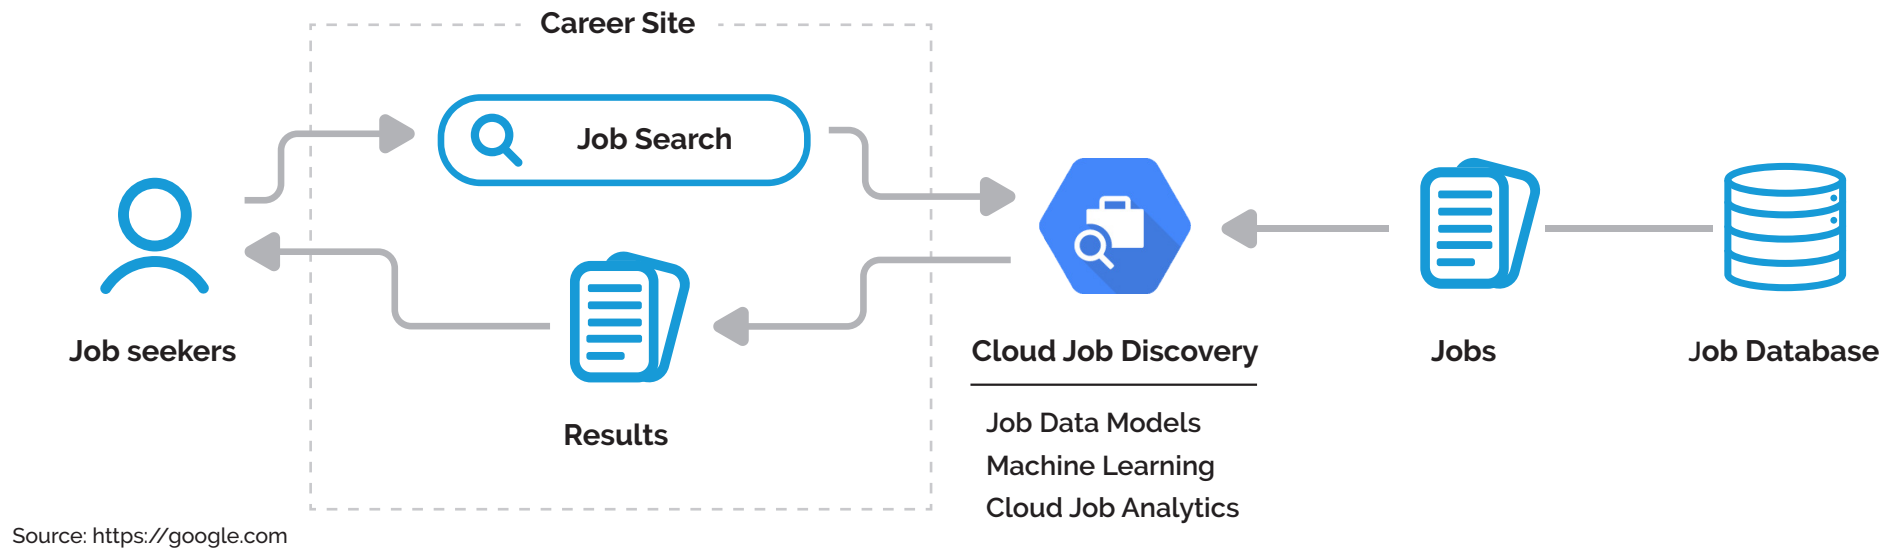 Career Site
Job Search
Job seekers
Results
Cloud Job Discovery
Job Data Models
Machine Learning
Cloud Job Analytics
Jobs
Job Database
Source: https://google.com